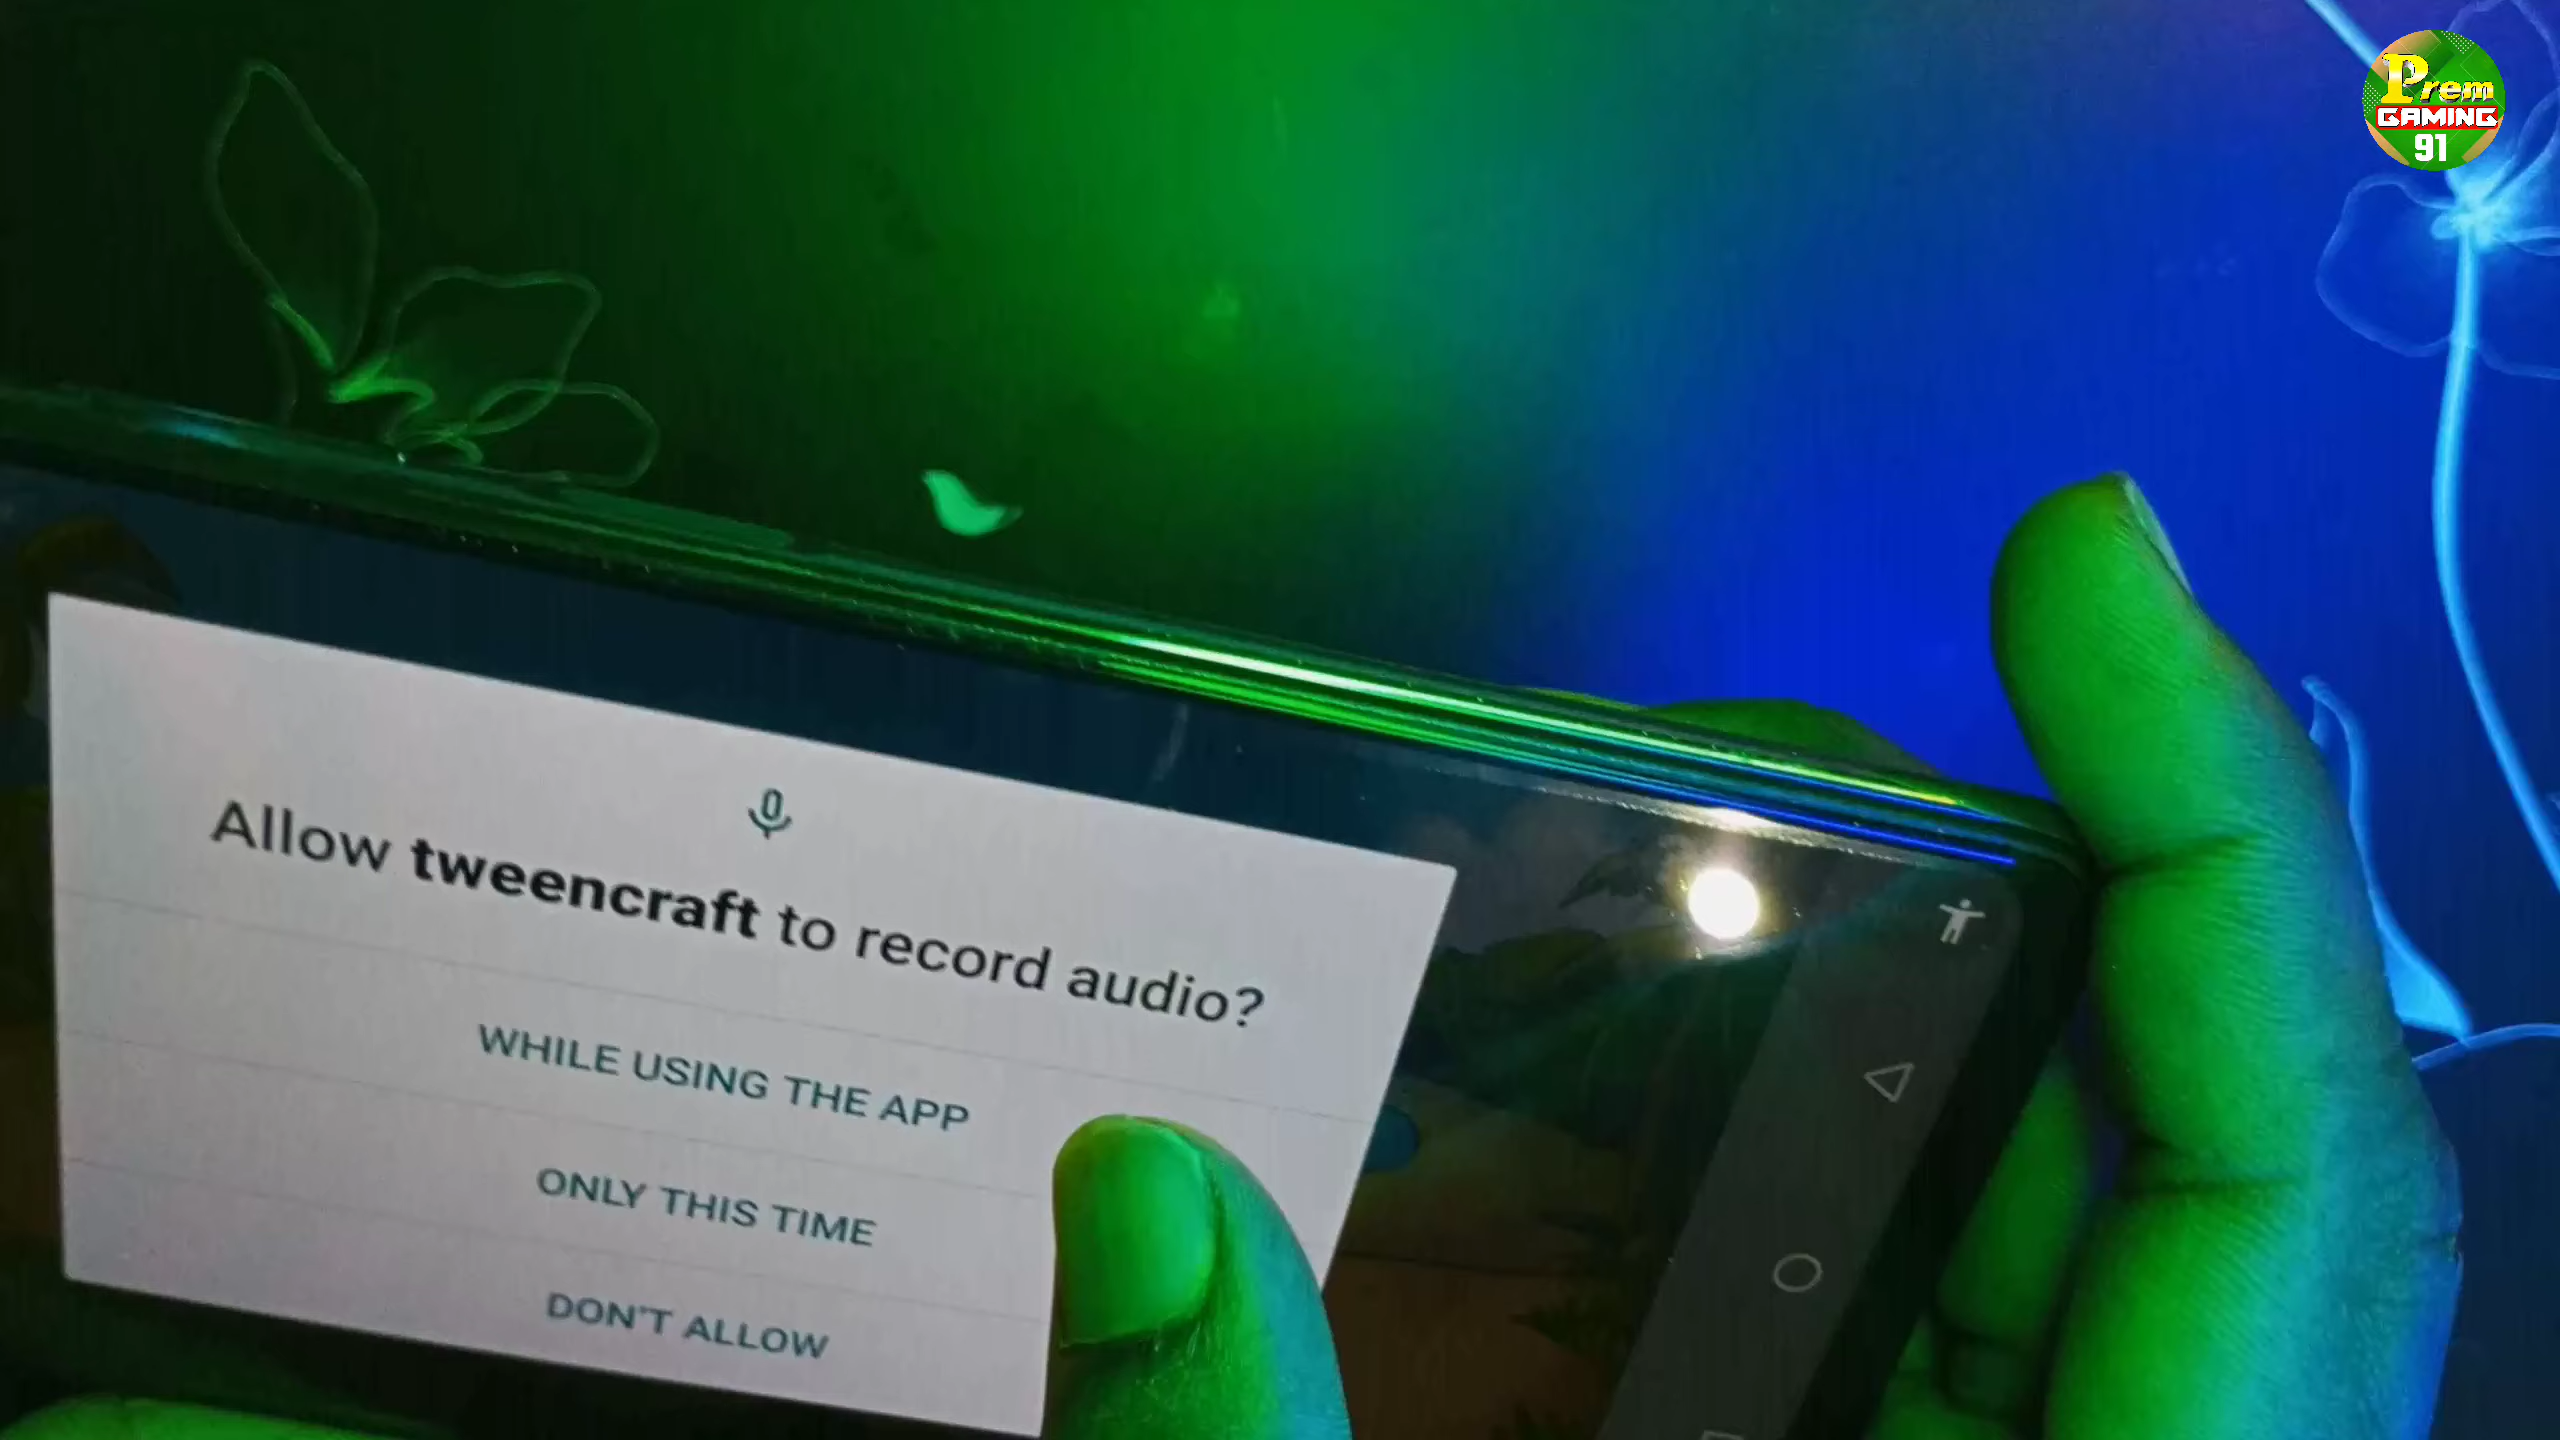 Prem
GAMING
91
Allow tweencraft to record audio?
WHILE USING THE APP
ONLY THIS TIME
DON'T ALLOW